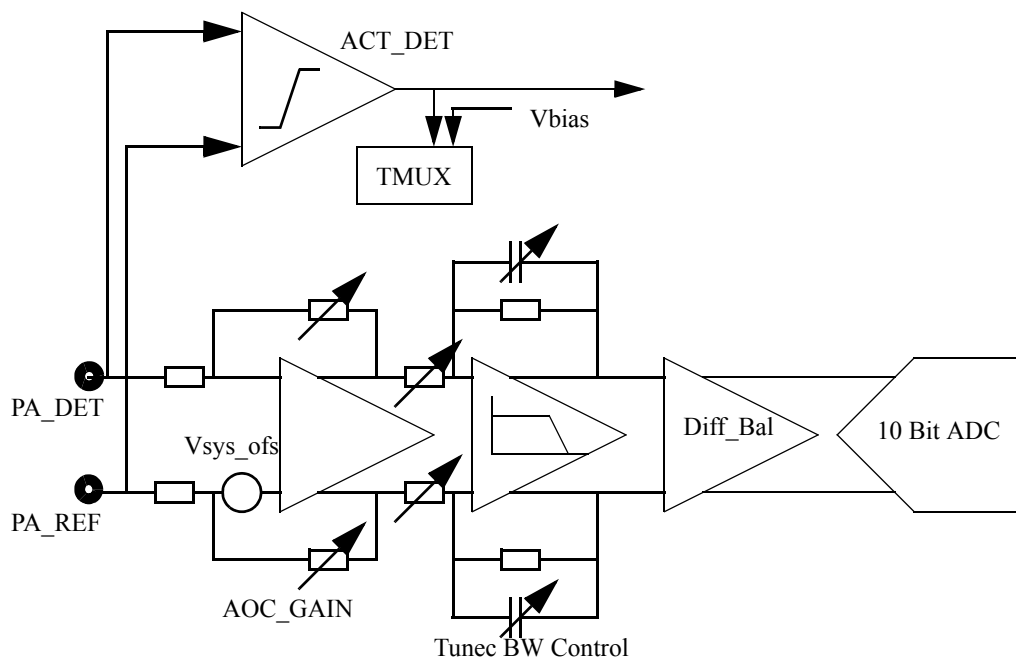 ACT_DET
Vbias
TMUX
PA_DET
Vsys_ofs
Diff_Bal
10 Bit ADC
PA_REF
AOC_GAIN
Tunec BW Control